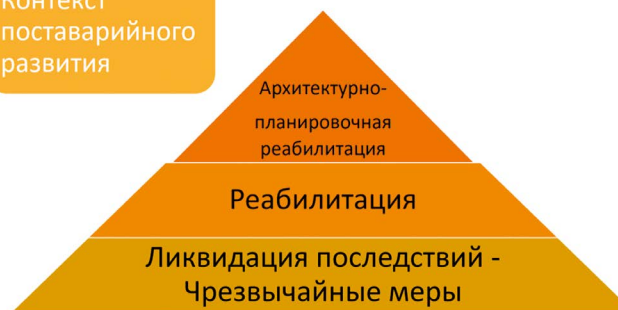 Контекст
поставарийного
развития
Архитектурно-
планировочная
реабилитация
Реабилитация
Ликвидация последствий -
Чрезвычайные меры